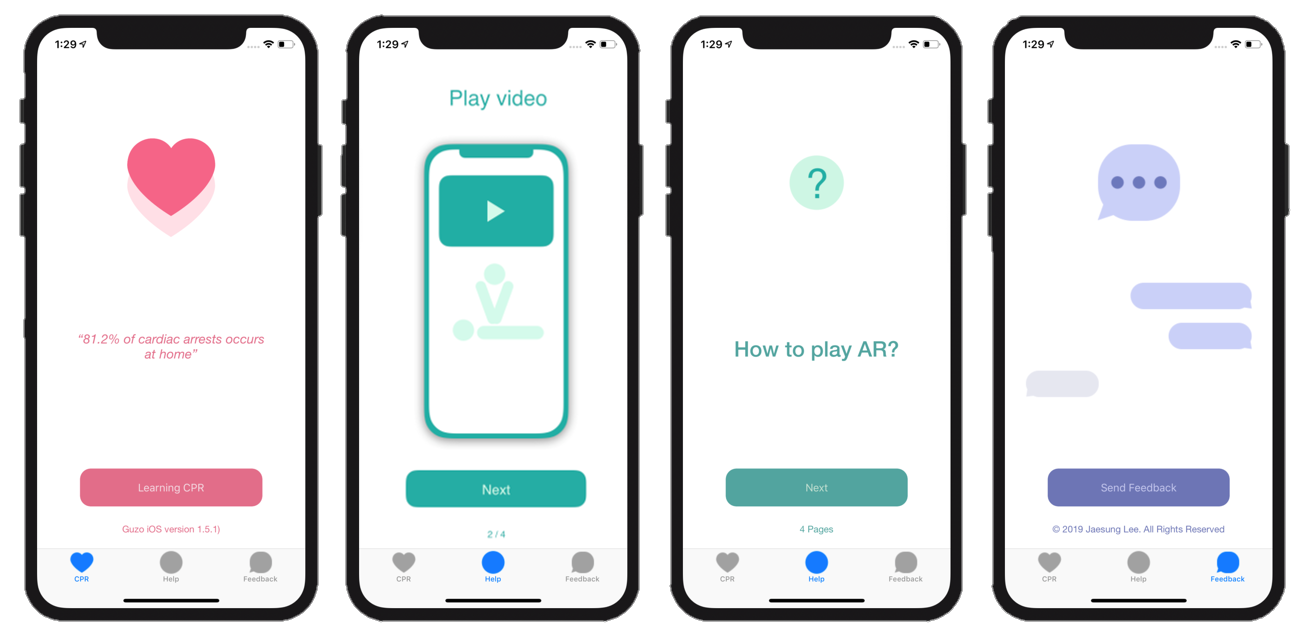 1:29
“81.2% of cardiac arrests occurs
at home”
Learning CPR
Guzo iOS version 1.5.1)
CPR
Help
Feedback
1:29
Play video
Next
2 / 4
CPR
Help
Feedback
1:29
?
How to play AR?
Next
4 Pages
CPR
Help
Feedback
1:29
Send Feedback
© 2019 Jaesung Lee. All Rights Reserved
CPR
Help
Feedback